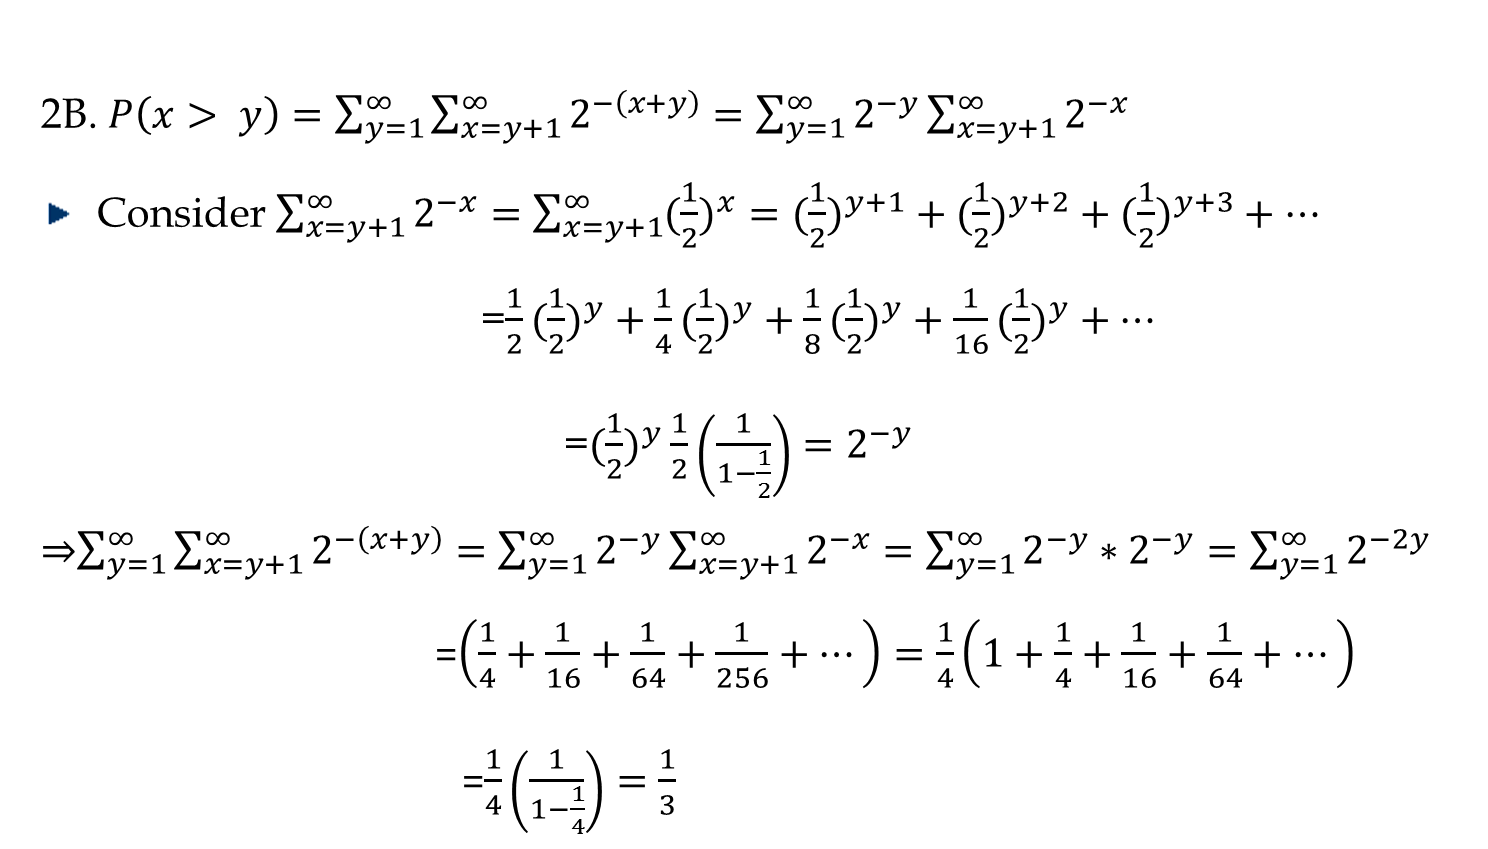 2B. P(x > y) = ∑_{y=1}^{∞} ∑_{x=y+1}^{∞} 2^{−(x+y)} = ∑_{y=1}^{∞} 2^{−y} ∑_{x=y+1}^{∞} 2^{−x}
► Consider ∑_{x=y+1}^{∞} 2^{−x} = ∑_{x=y+1}^{∞} (1/2)^x = (1/2)^{y+1} + (1/2)^{y+2} + (1/2)^{y+3} + ⋯
=1/2 (1/2)^y + 1/4 (1/2)^y + 1/8 (1/2)^y + 1/16 (1/2)^y + ⋯
=(1/2)^y 1/2 (1/(1−1/2)) = 2^{−y}
⇒∑_{y=1}^{∞} ∑_{x=y+1}^{∞} 2^{−(x+y)} = ∑_{y=1}^{∞} 2^{−y} ∑_{x=y+1}^{∞} 2^{−x} = ∑_{y=1}^{∞} 2^{−y} ∗ 2^{−y} = ∑_{y=1}^{∞} 2^{−2y}
=(1/4 + 1/16 + 1/64 + 1/256 + ⋯) = 1/4 (1 + 1/4 + 1/16 + 1/64 + ⋯)
=1/4 (1/(1−1/4)) = 1/3